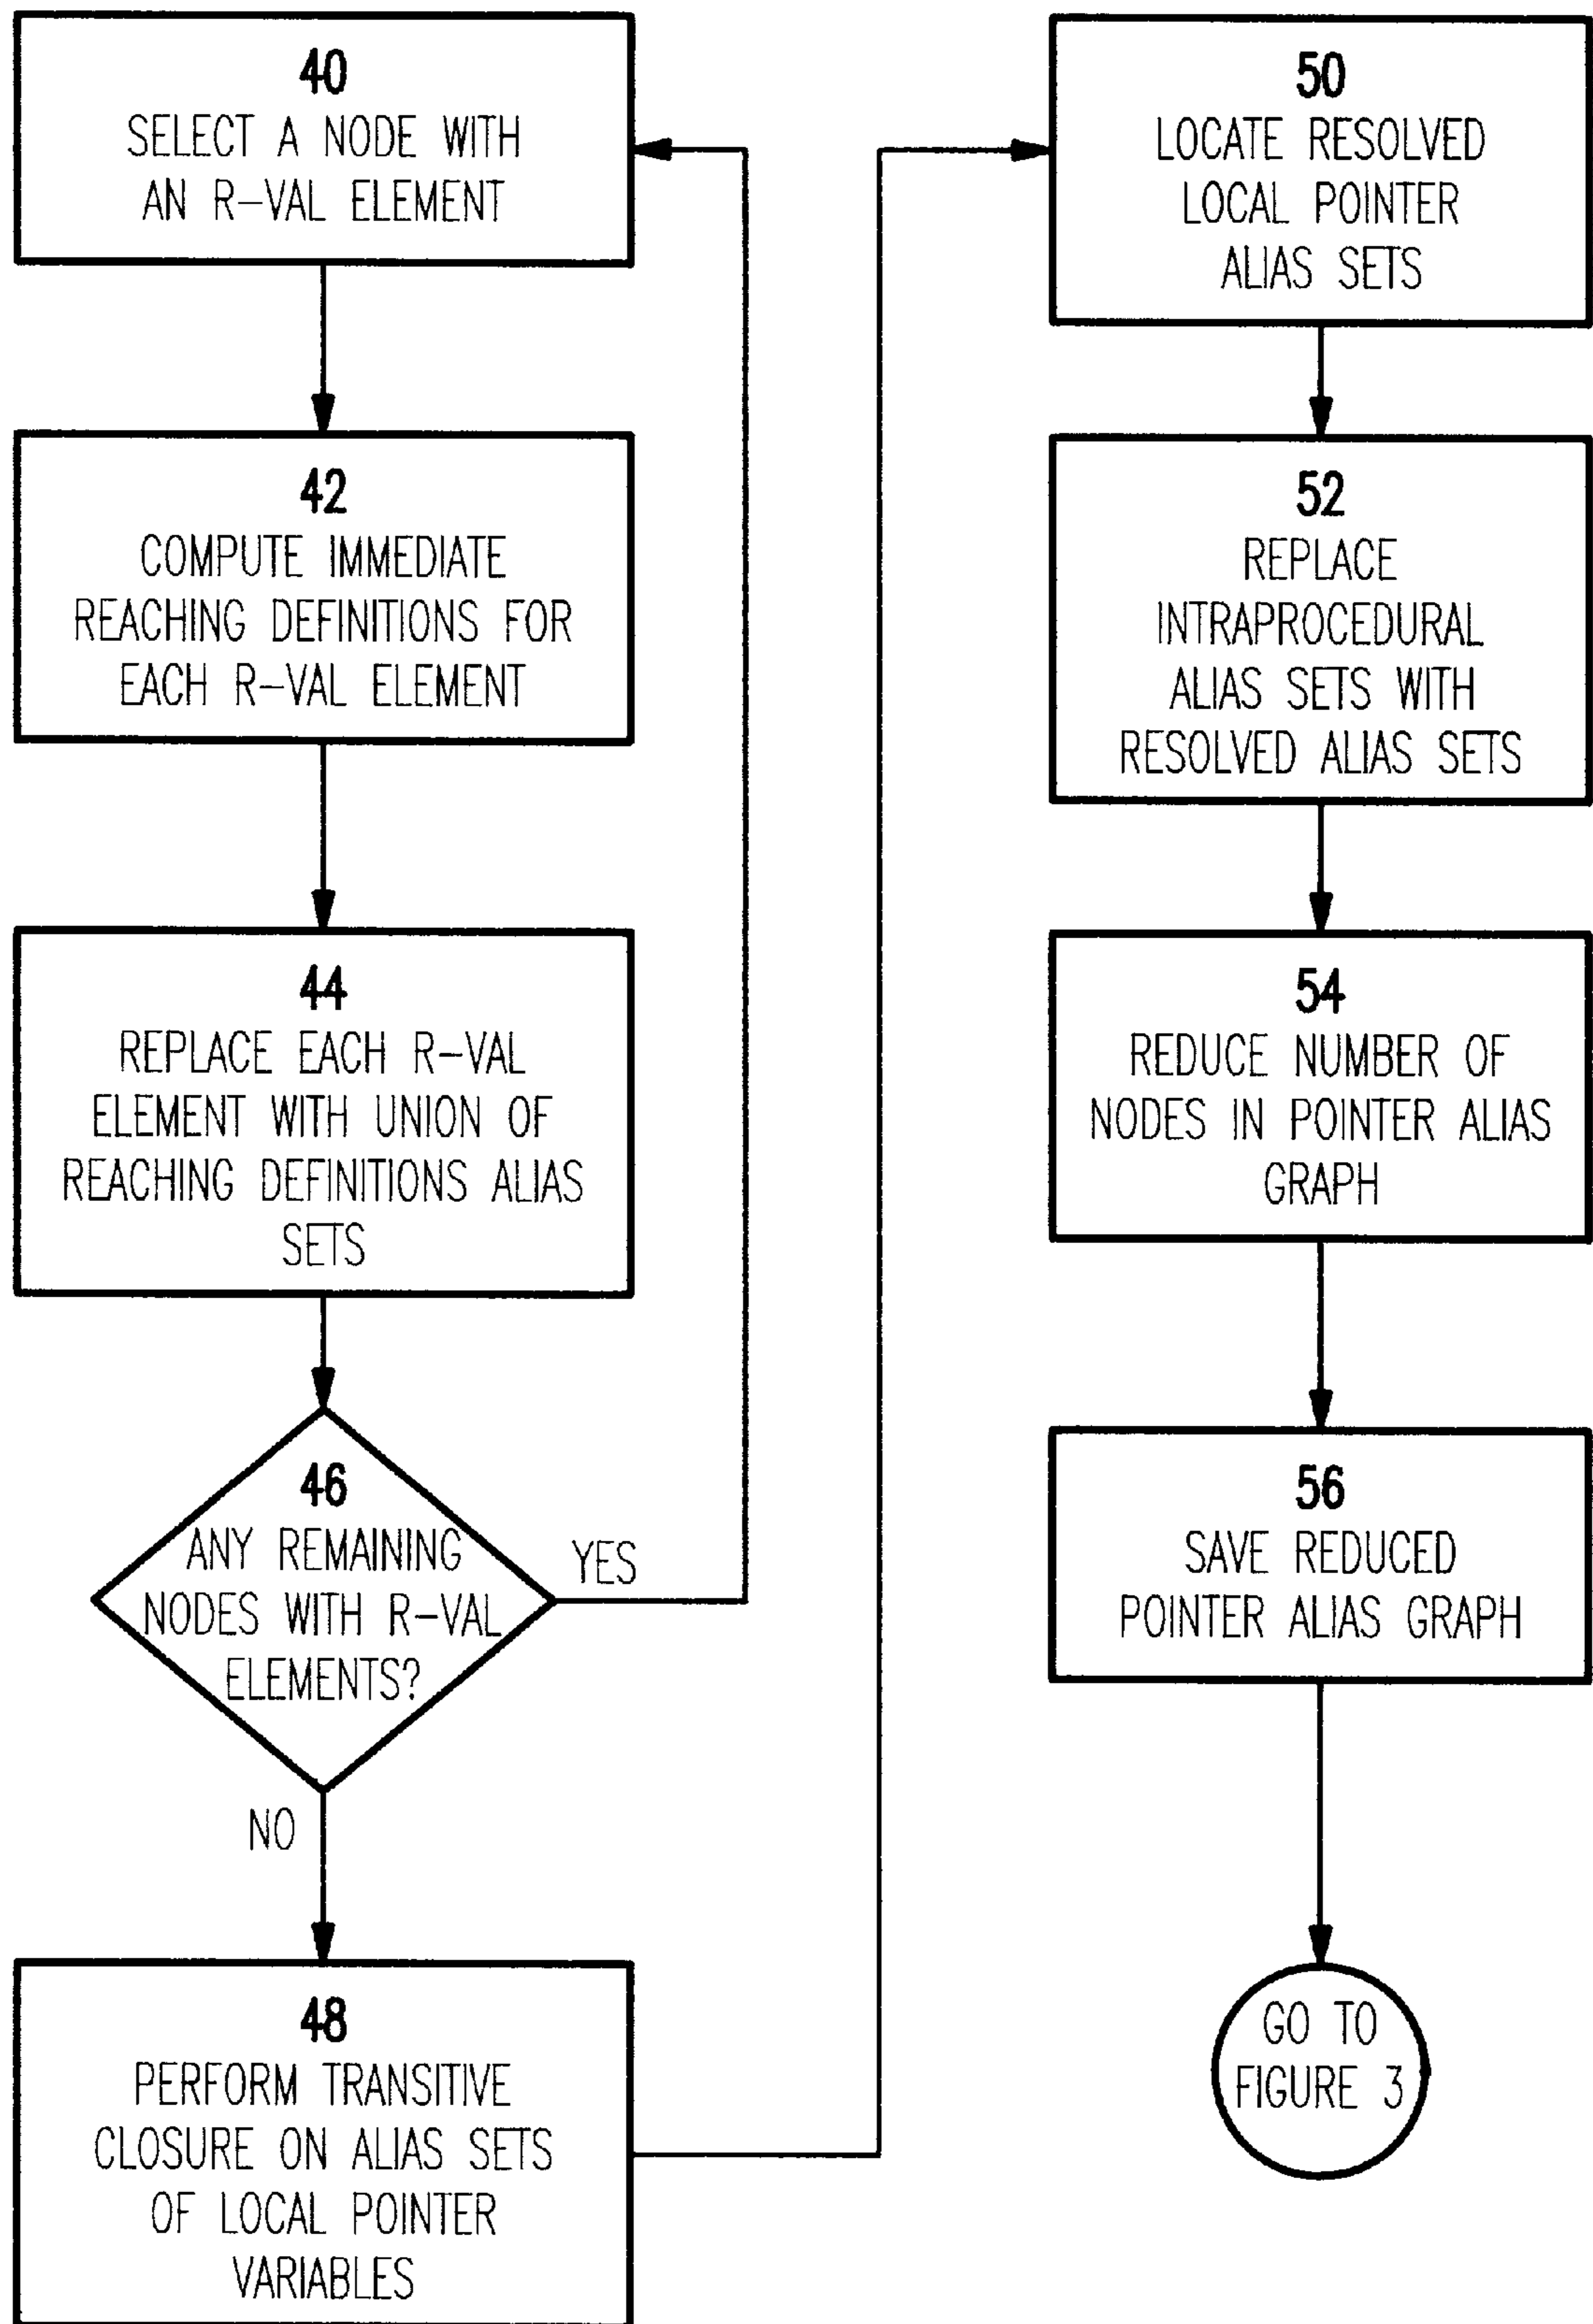 40
SELECT A NODE WITH
AN R-VAL ELEMENT
42
COMPUTE IMMEDIATE
REACHING DEFINITIONS FOR
EACH R-VAL ELEMENT
44
REPLACE EACH R-VAL
ELEMENT WITH UNION OF
REACHING DEFINITIONS ALIAS
SETS
46
ANY REMAINING
NODES WITH R-VAL
ELEMENTS?
YES
NO
48
PERFORM TRANSITIVE
CLOSURE ON ALIAS SETS
OF LOCAL POINTER
VARIABLES
50
LOCATE RESOLVED
LOCAL POINTER
ALIAS SETS
52
REPLACE
INTRAPROCEDURAL
ALIAS SETS WITH
RESOLVED ALIAS SETS
54
REDUCE NUMBER OF
NODES IN POINTER ALIAS
GRAPH
56
SAVE REDUCED
POINTER ALIAS GRAPH
GO TO
FIGURE 3